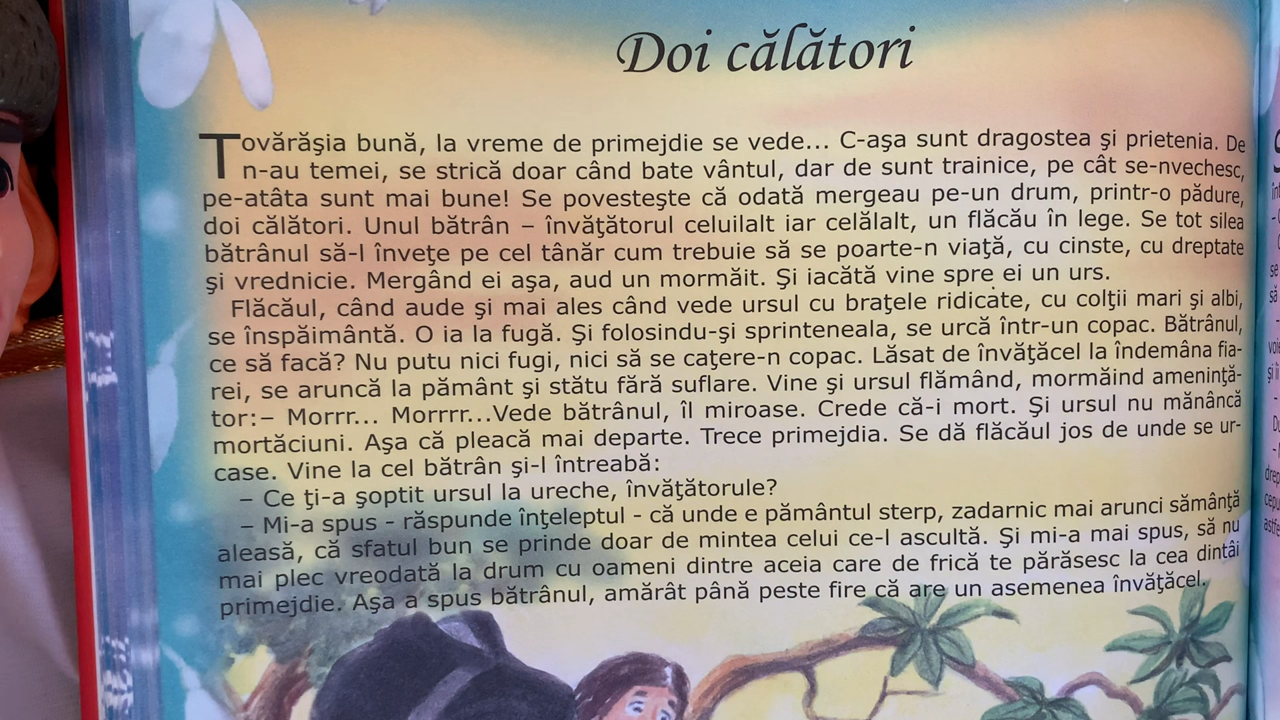 Doi călători
Tovărăşia bună, la vreme de primejdie se vede... C-aşa sunt dragostea şi prietenia. De
n-au temei, se strică doar când bate vântul, dar de sunt trainice, pe cât se-nvechesc,
pe-atâta sunt mai bune! Se povesteşte că odată mergeau pe-un drum, printr-o pădure,
doi călători. Unul bătrân – învăţătorul celuilalt iar celălalt, un flăcău în lege. Se tot silea
bătrânul să-l înveţe pe cel tânăr cum trebuie să se poarte-n viaţă, cu cinste, cu dreptate
şi vrednicie. Mergând ei aşa, aud un mormăit. Şi iacătă vine spre ei un urs.
Flăcăul, când aude şi mai ales când vede ursul cu braţele ridicate, cu colţii mari şi albi,
se înspăimântă. O ia la fugă. Şi folosindu-şi sprinteneala, se urcă într-un copac. Bătrânul,
ce să facă? Nu putu nici fugi, nici să se caţere-n copac. Lăsat de învăţăcel la îndemâna fia-
rei, se aruncă la pământ şi stătu fără suflare. Vine şi ursul flămând, mormăind ameninţă-
tor:– Morrr... Morrrr...Vede bătrânul, îl miroase. Crede că-i mort. Şi ursul nu mănâncă
mortăciuni. Aşa că pleacă mai departe. Trece primejdia. Se dă flăcăul jos de unde se ur-
case. Vine la cel bătrân şi-l întreabă:
– Ce ţi-a şoptit ursul la ureche, învăţătorule?
– Mi-a spus - răspunde înţeleptul - că unde e pământul sterp, zadarnic mai arunci sămânţă
aleasă, că sfatul bun se prinde doar de mintea celui ce-l ascultă. Şi mi-a mai spus, să nu
mai plec vreodată la drum cu oameni dintre aceia care de frică te părăsesc la cea dintâi
primejdie. Aşa a spus bătrânul, amărât până peste fire că are un asemenea învăţăcel.